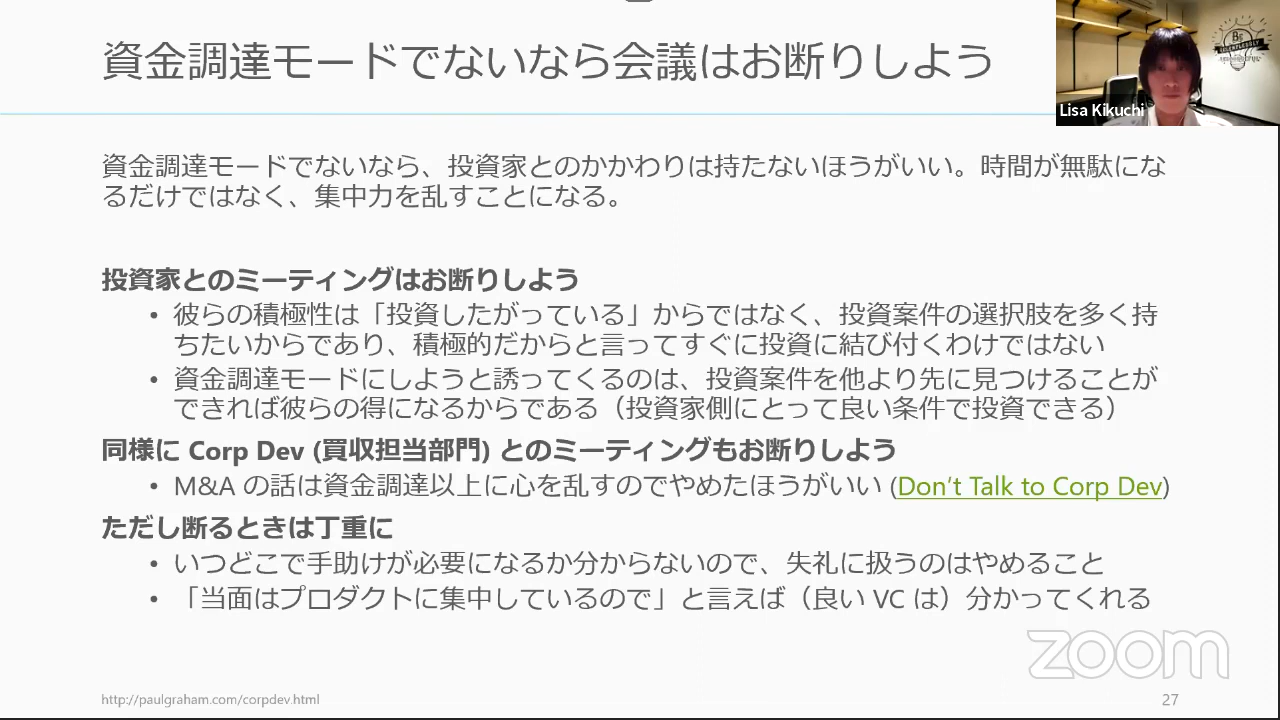 資金調達モードでないなら会議はお断りしよう
Lisa Kikuchi
資金調達モードでないなら、投資家とのかかわりは持たないほうがいい。時間が無駄にな
るだけではなく、集中力を乱すことになる。
投資家とのミーティングはお断りしよう
• 彼らの積極性は「投資したがっている」からではなく、投資案件の選択肢を多く持
ちたいからであり、積極的だからと言ってすぐに投資に結び付くわけではない
• 資金調達モードにしようと誘ってくるのは、投資案件を他より先に見つけることが
できれば彼らの得になるからである（投資家側にとって良い条件で投資できる）
同様に Corp Dev (買収担当部門) とのミーティングもお断りしよう
• M&A の話は資金調達以上に心を乱すのでやめたほうがいい (Don't Talk to Corp Dev)
ただし断るときは丁重に
• いつどこで手助けが必要になるか分からないので、失礼に扱うのはやめること
• 「当面はプロダクトに集中しているので」と言えば（良い VC は）分かってくれる
zoom
http://paulgraham.com/corpdev.html
27